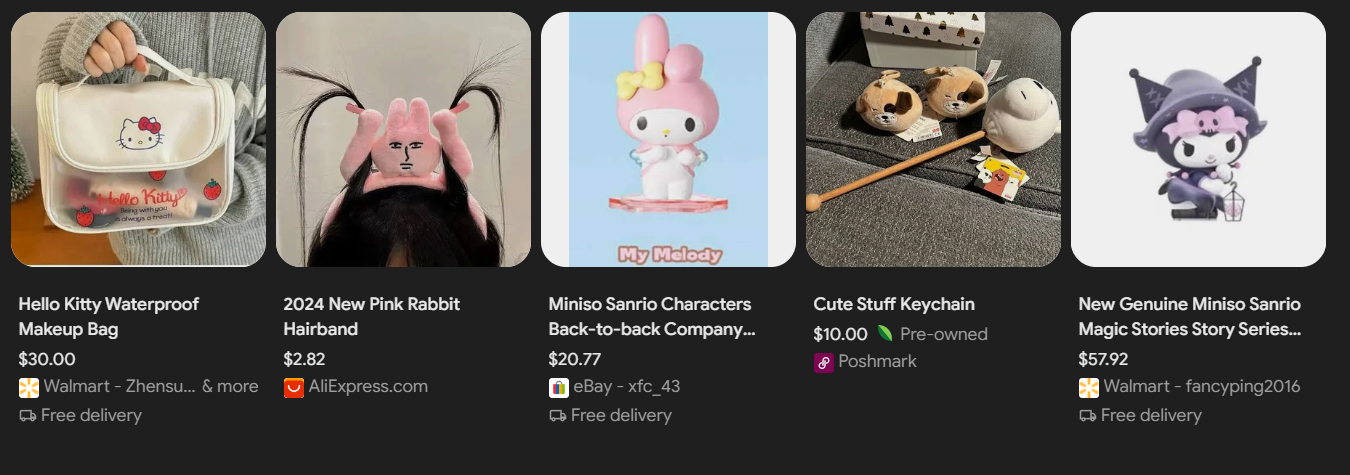 Hello Kitty
Being with you
is always a treat!
My Melody
Hello Kitty Waterproof
Makeup Bag
$30.00
Walmart - Zhensu... & more
Free delivery
2024 New Pink Rabbit
Hairband
$2.82
AliExpress.com
Miniso Sanrio Characters
Back-to-back Company...
$20.77
eBay - xfc_43
Free delivery
Cute Stuff Keychain
$10.00 Pre-owned
Poshmark
New Genuine Miniso Sanrio
Magic Stories Story Series...
$57.92
Walmart - fancyping2016
Free delivery